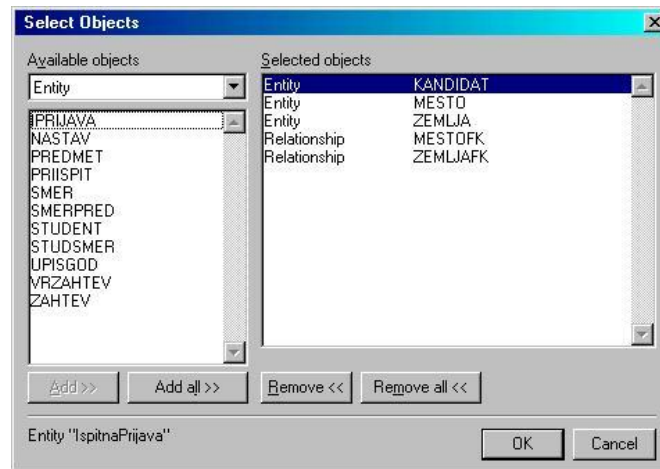 Select Objects
Available objects
Entity
IPRIJAVA
NASTAV
PREDMET
PRIISPIT
SMER
SMERPRED
STUDENT
STUDSMER
UPISGOD
VRZAHTEV
ZAHTEV
Add >>
Add all >>
Selected objects
Entity KANDIDAT
Entity MESTO
Entity ZEMLJA
Relationship MESTOFK
Relationship ZEMLJAFK
Remove <<
Remove all <<
Entity "IspitnaPrijava"
OK
Cancel